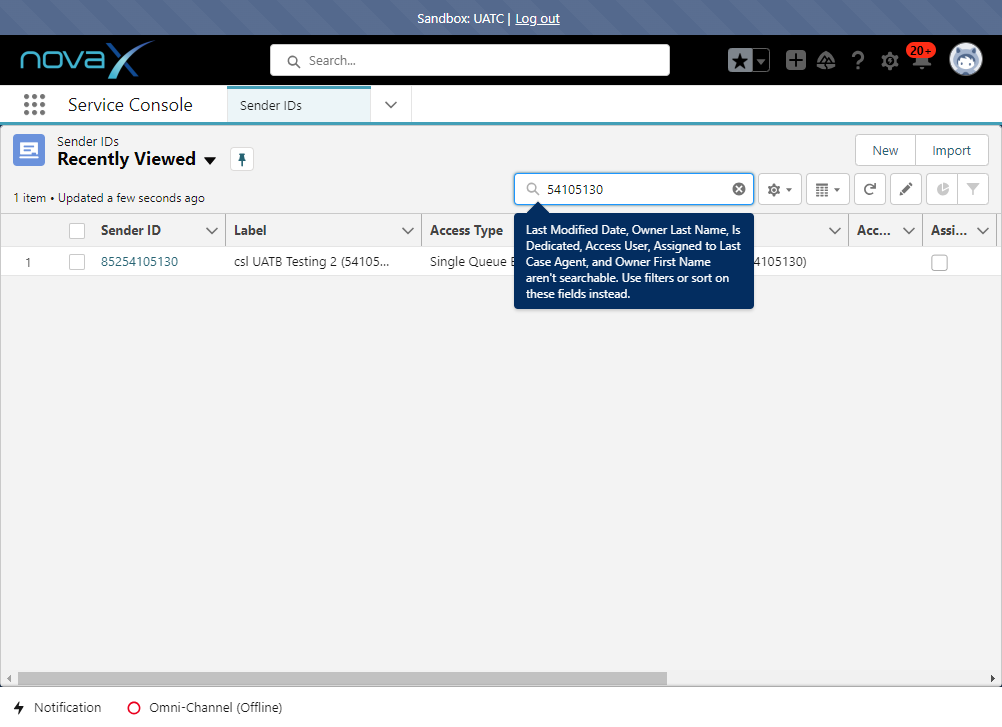 Sandbox: UATC | Log out
novaX
Search...
20+
Service Console
Sender IDs
Sender IDs
Recently Viewed
New
Import
1 item • Updated a few seconds ago
54105130
Sender ID
Label
Access Type
Acc...
Assi...
1
85254105130
csl UATB Testing 2 (54105...
Single Queue
4105130)
Last Modified Date, Owner Last Name, Is
Dedicated, Access User, Assigned to Last
Case Agent, and Owner First Name
aren't searchable. Use filters or sort on
these fields instead.
Notification
Omni-Channel (Offline)